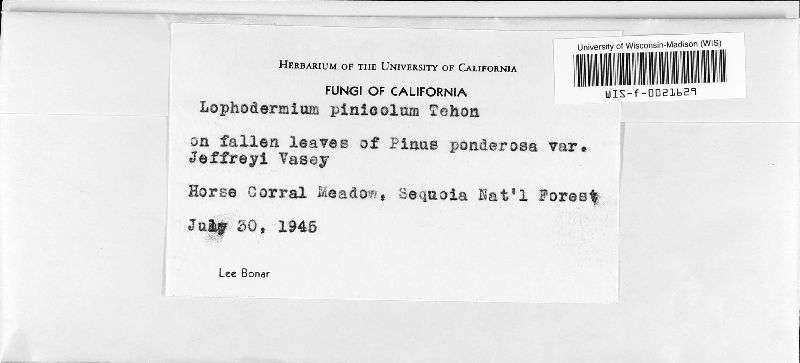 University of Wisconsin-Madison (WIS)
WIS-f-0021629
HERBARIUM OF THE UNIVERSITY OF CALIFORNIA
FUNGI OF CALIFORNIA
Lophodermium pinicolum Tehon
on fallen leaves of Pinus ponderosa var.
Jeffreyi Vasey
Horse Corral Meadow, Sequoia Nat'l Forest
July 30, 1945
Lee Bonar